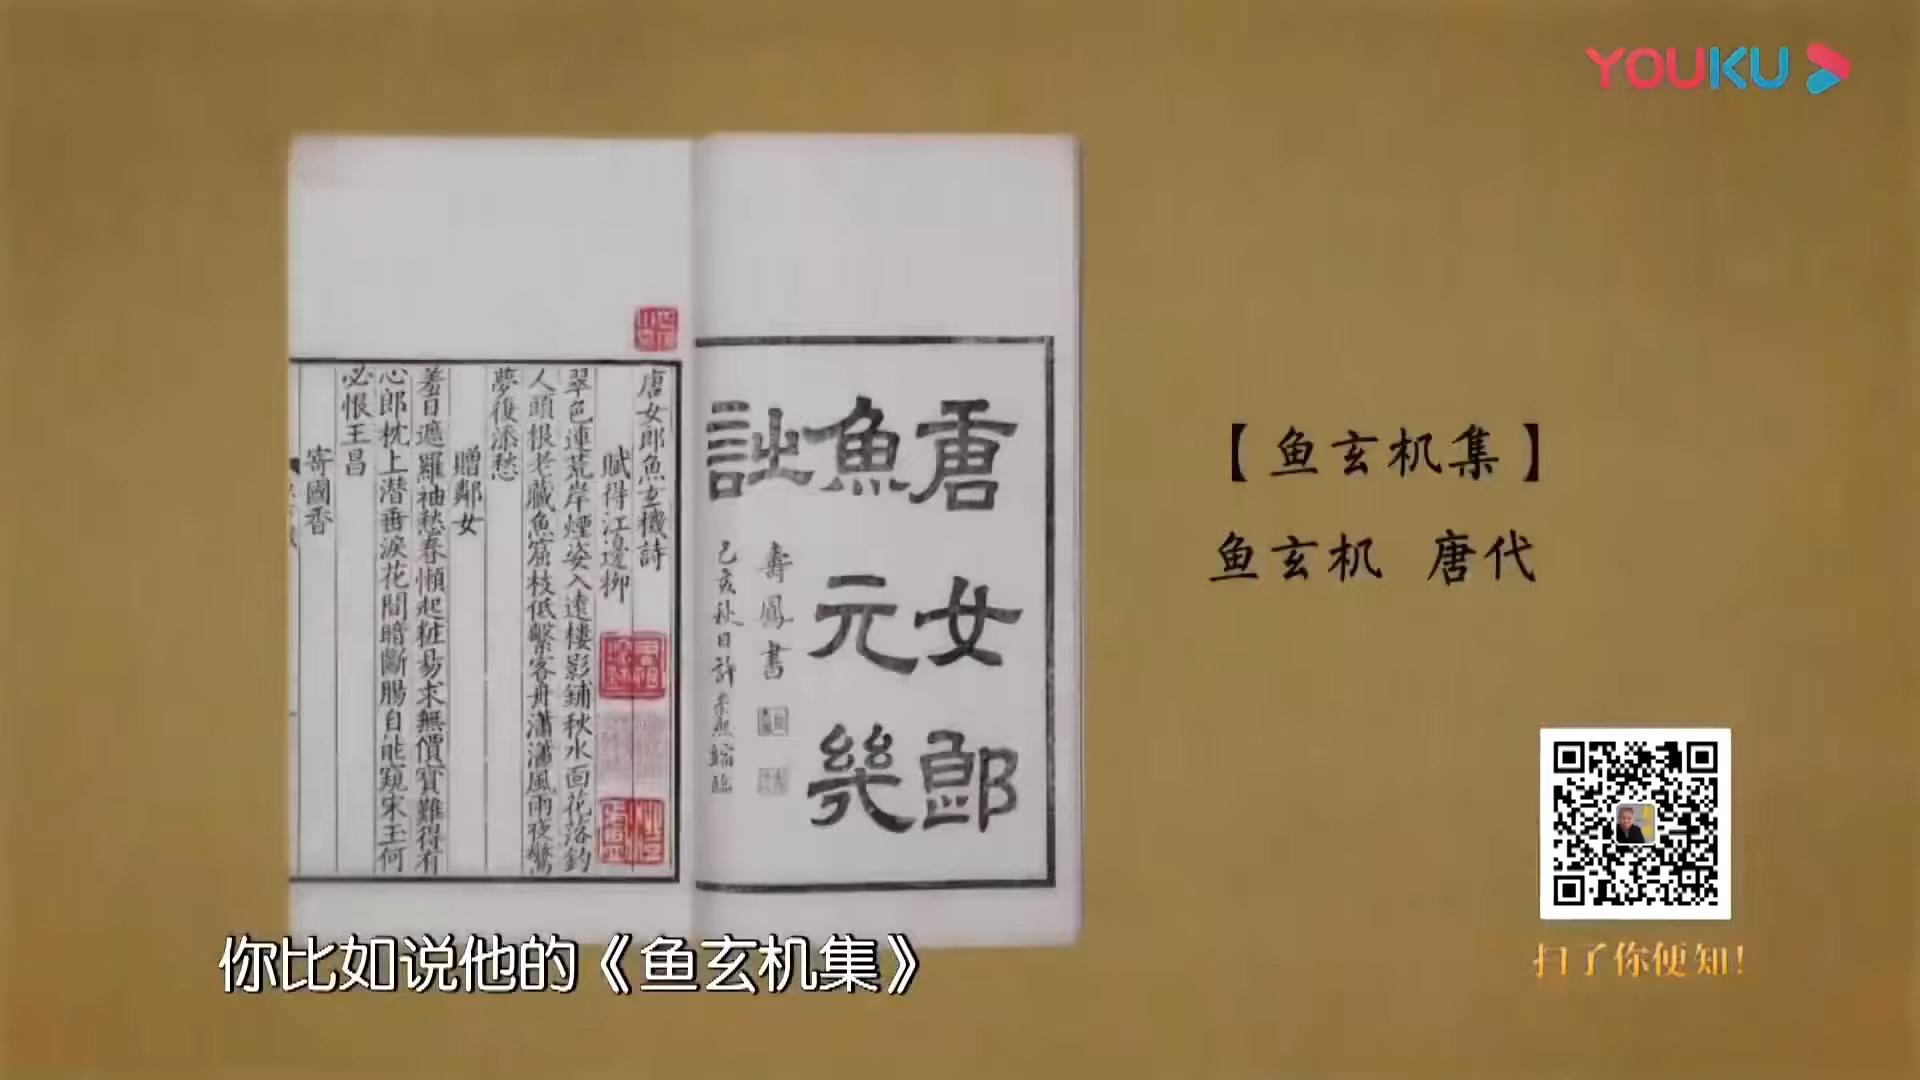 YOUKU
唐女郎
魚元機
詩
壽鳳書
己亥秋日許
唐女郎魚玄機詩
賦得江邊柳
翠色連荒岸煙姿入遠樓影鋪秋水面花落釣
人頭根老藏魚窟枝低繫客舟瀟瀟風雨夜驚
夢復添愁
贈鄰女
羞日遮羅袖愁春懶起粧易求無價寶難得有
心郎枕上潛垂淚花間暗斷腸自能窺宋玉何
必恨王昌
寄國香
【鱼玄机集】
鱼玄机 唐代
扫了你便知!
你比如说他的《鱼玄机集》